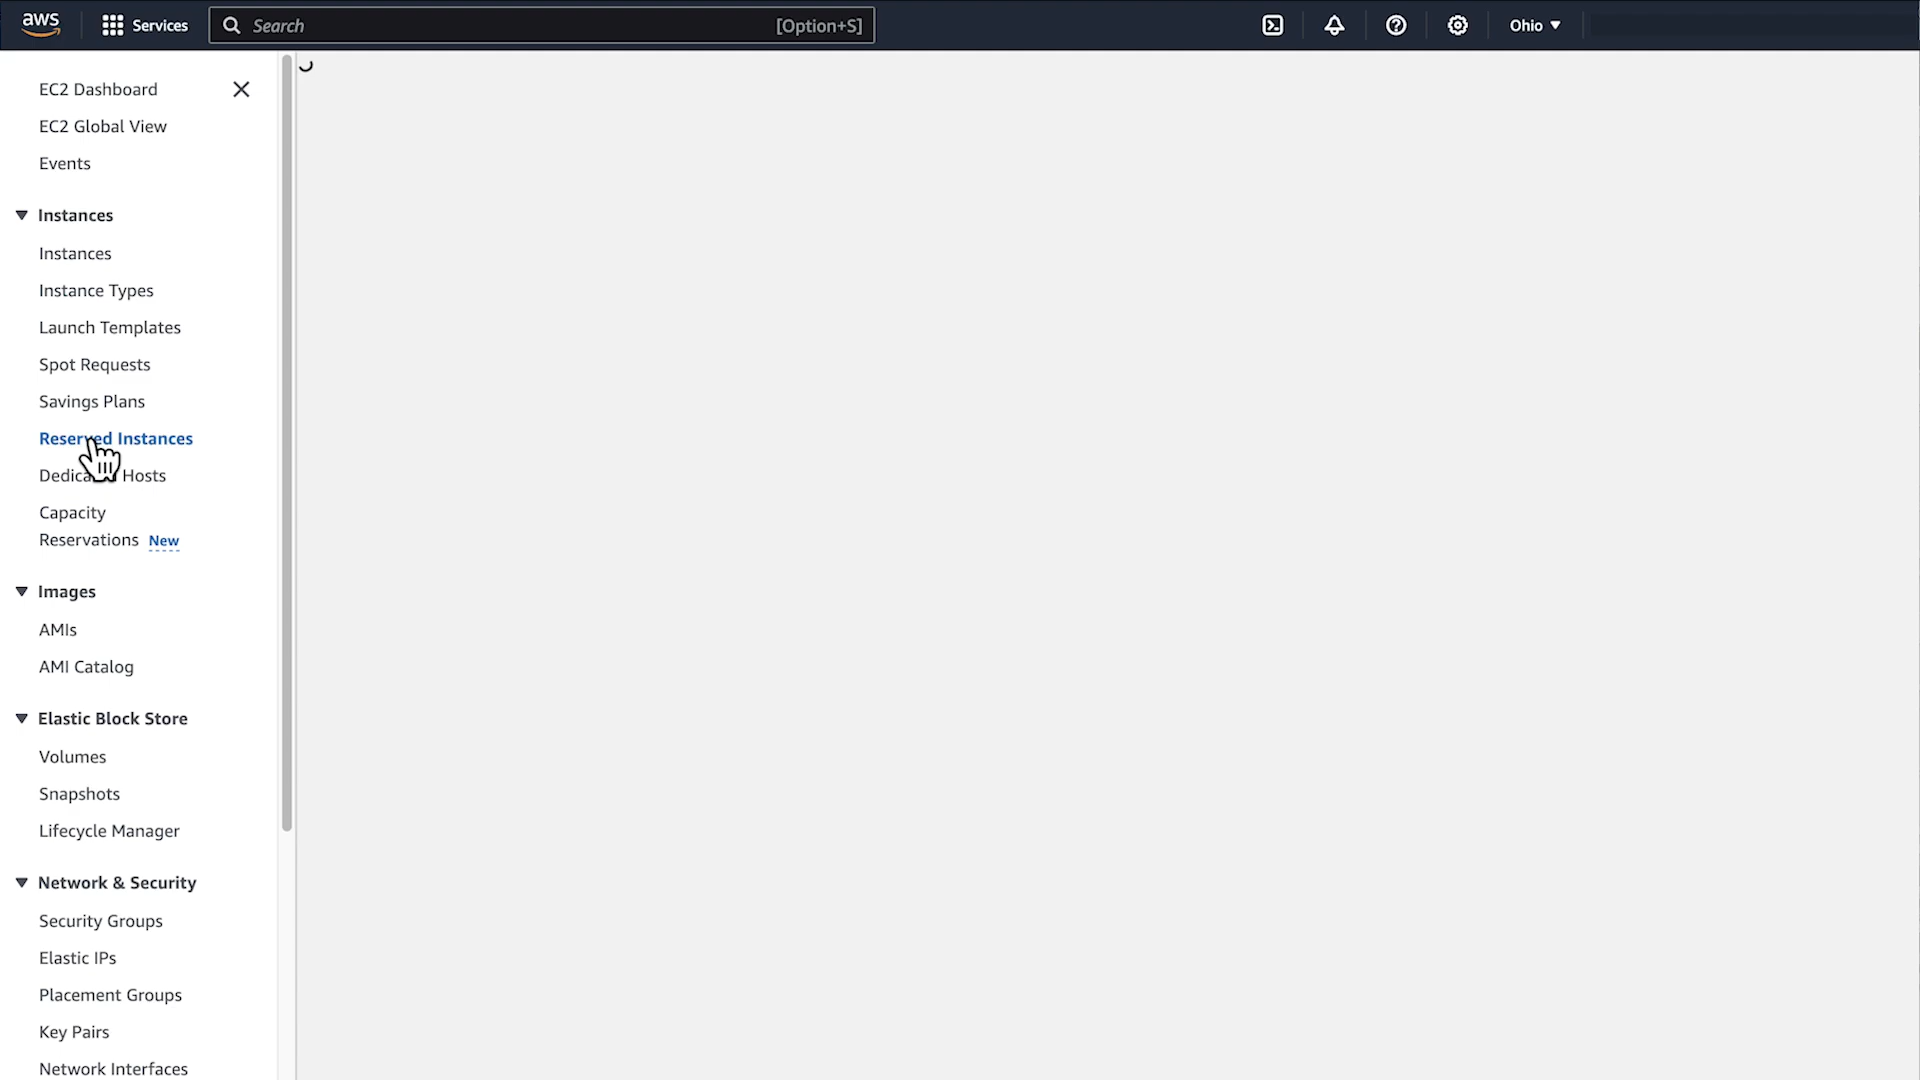 aws
Services
Search
[Option+S]
Ohio
EC2 Dashboard
EC2 Global View
Events
Instances
Instances
Instance Types
Launch Templates
Spot Requests
Savings Plans
Reserved Instances
Dedicated Hosts
Capacity
Reservations New
Images
AMIs
AMI Catalog
Elastic Block Store
Volumes
Snapshots
Lifecycle Manager
Network & Security
Security Groups
Elastic IPs
Placement Groups
Key Pairs
Network Interfaces